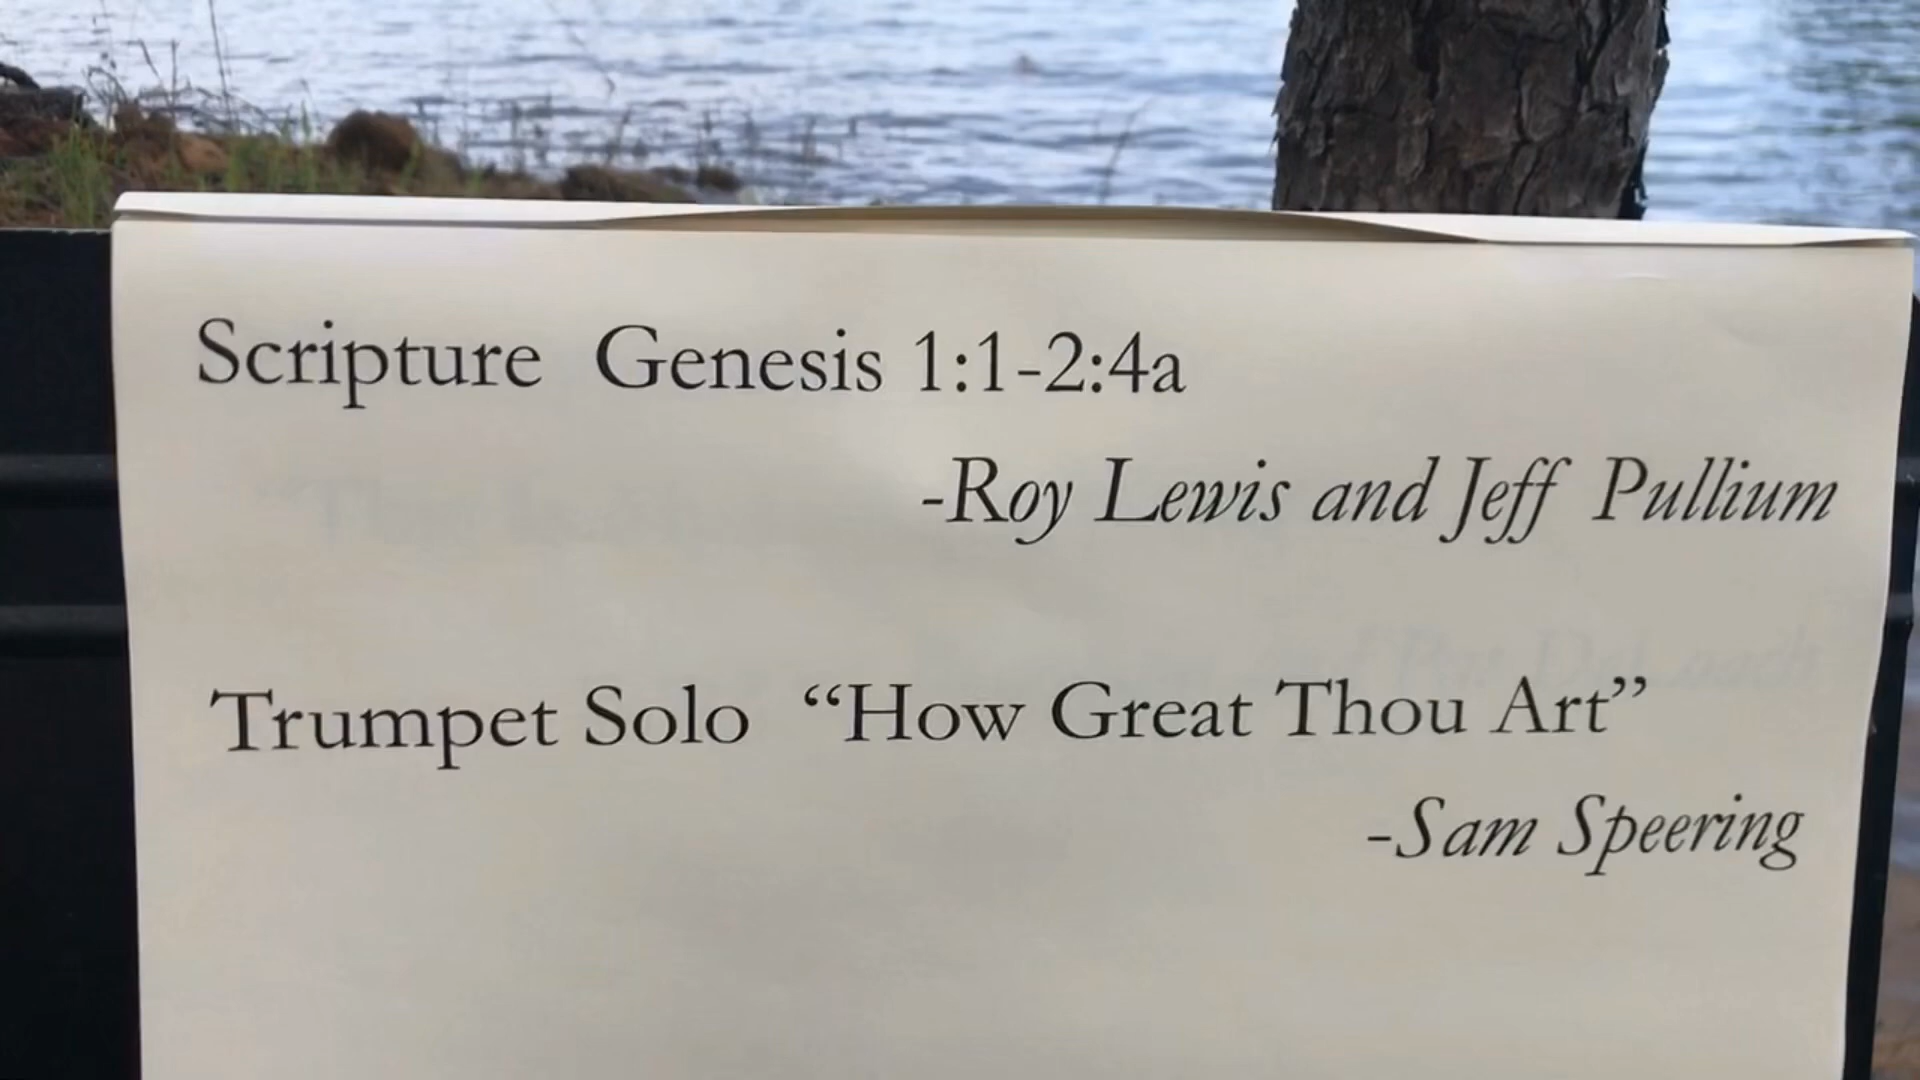 Scripture Genesis 1:1-2:4a
-Roy Lewis and Jeff Pullium
Trumpet Solo “How Great Thou Art”
-Sam Speering